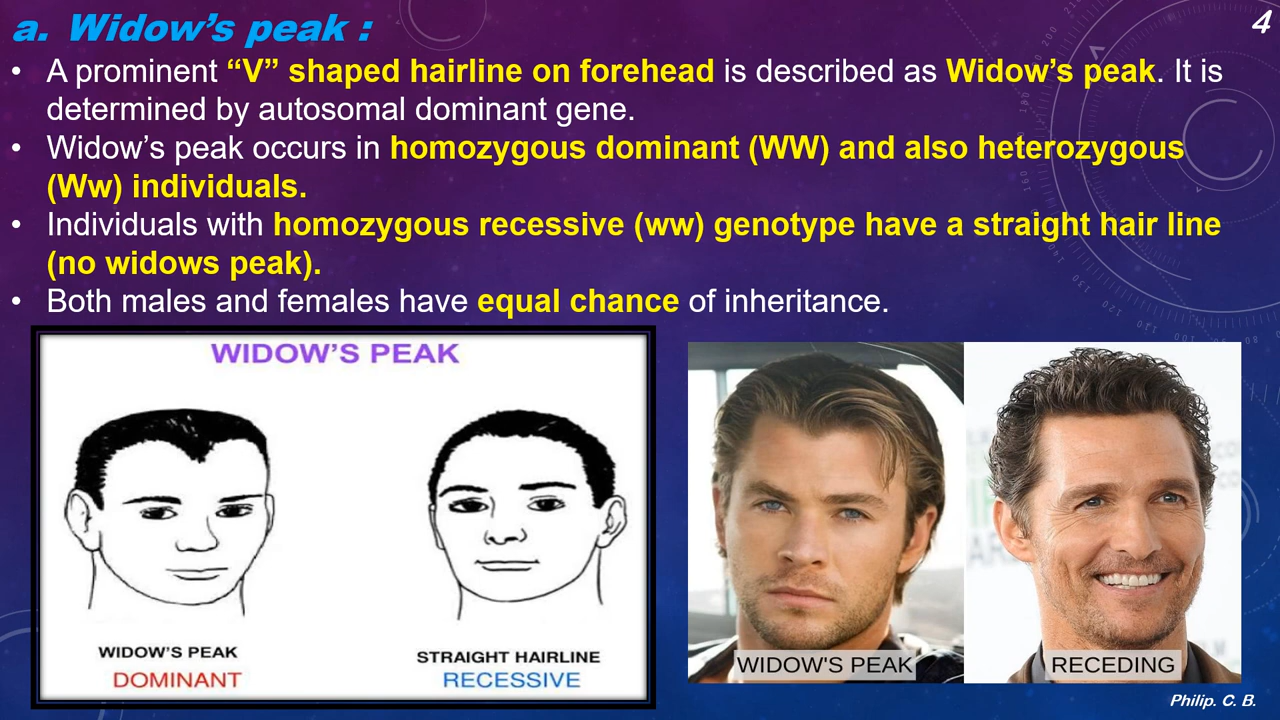 a. Widow’s peak :
4
• A prominent “V” shaped hairline on forehead is described as Widow’s peak. It is
determined by autosomal dominant gene.
• Widow’s peak occurs in homozygous dominant (WW) and also heterozygous
(Ww) individuals.
• Individuals with homozygous recessive (ww) genotype have a straight hair line
(no widows peak).
• Both males and females have equal chance of inheritance.
WIDOW’S PEAK
WIDOW’S PEAK
DOMINANT
STRAIGHT HAIRLINE
RECESSIVE
WIDOW'S PEAK
RECEDING
Philip. C. B.